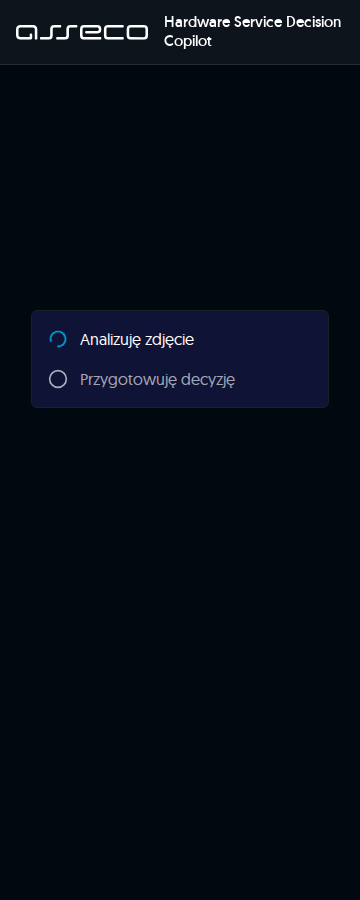 asseco
Hardware Service Decision
Copilot
Analizuję zdjęcie
Przygotowuję decyzję